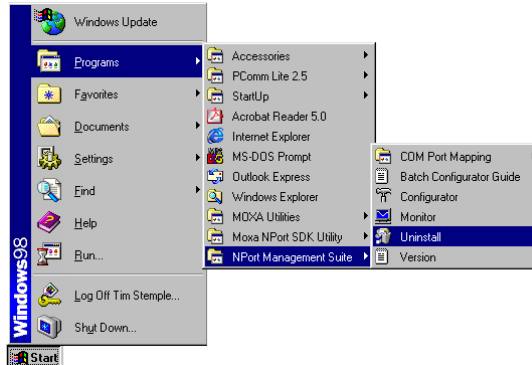 Windows Update
Programs
Favorites
Documents
Settings
Find
Help
Run...
Log Off Tim Stemple...
Shut Down...
Windows98
Start
Accessories
PComm Lite 2.5
StartUp
Acrobat Reader 5.0
Internet Explorer
MS-DOS Prompt
Outlook Express
Windows Explorer
MOXA Utilities
Moxa NPort SDK Utility
NPort Management Suite
COM Port Mapping
Batch Configurator Guide
Configurator
Monitor
Uninstall
Version